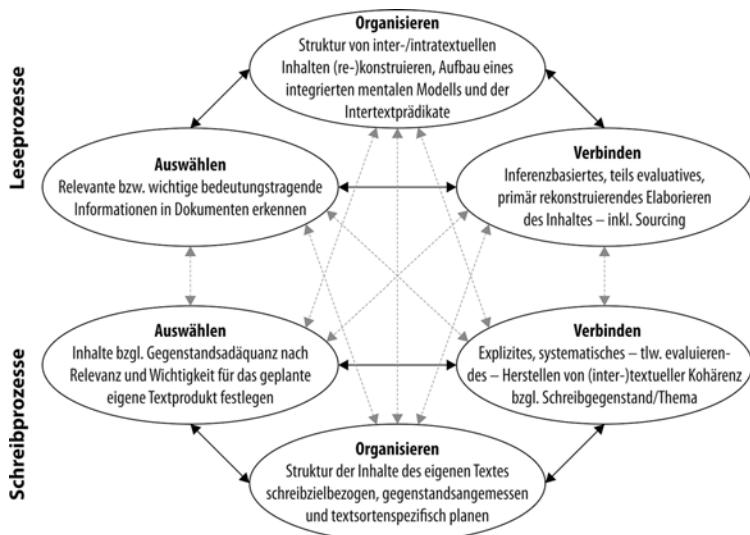 Leseprozesse
Organisieren
Struktur von inter-/intratextuellen
Inhalten (re-)konstruieren, Aufbau eines
integrierten mentalen Modells und der
Intertextprädikate
Auswählen
Relevante bzw. wichtige bedeutungstragende
Informationen in Dokumenten erkennen
Verbinden
Inferenzbasiertes, teils evaluatives,
primär rekonstruierendes Elaborieren
des Inhaltes – inkl. Sourcing
Schreibprozesse
Auswählen
Inhalte bzgl. Gegenstandsadäquanz nach
Relevanz und Wichtigkeit für das geplante
eigene Textprodukt festlegen
Verbinden
Explizites, systematisches – tlw. evaluieren-
des – Herstellen von (inter-)textueller Kohärenz
bzgl. Schreibgegenstand/Thema
Organisieren
Struktur der Inhalte des eigenen Textes
schreibzielbezogen, gegenstandsangemessen
und textsortenspezifisch planen